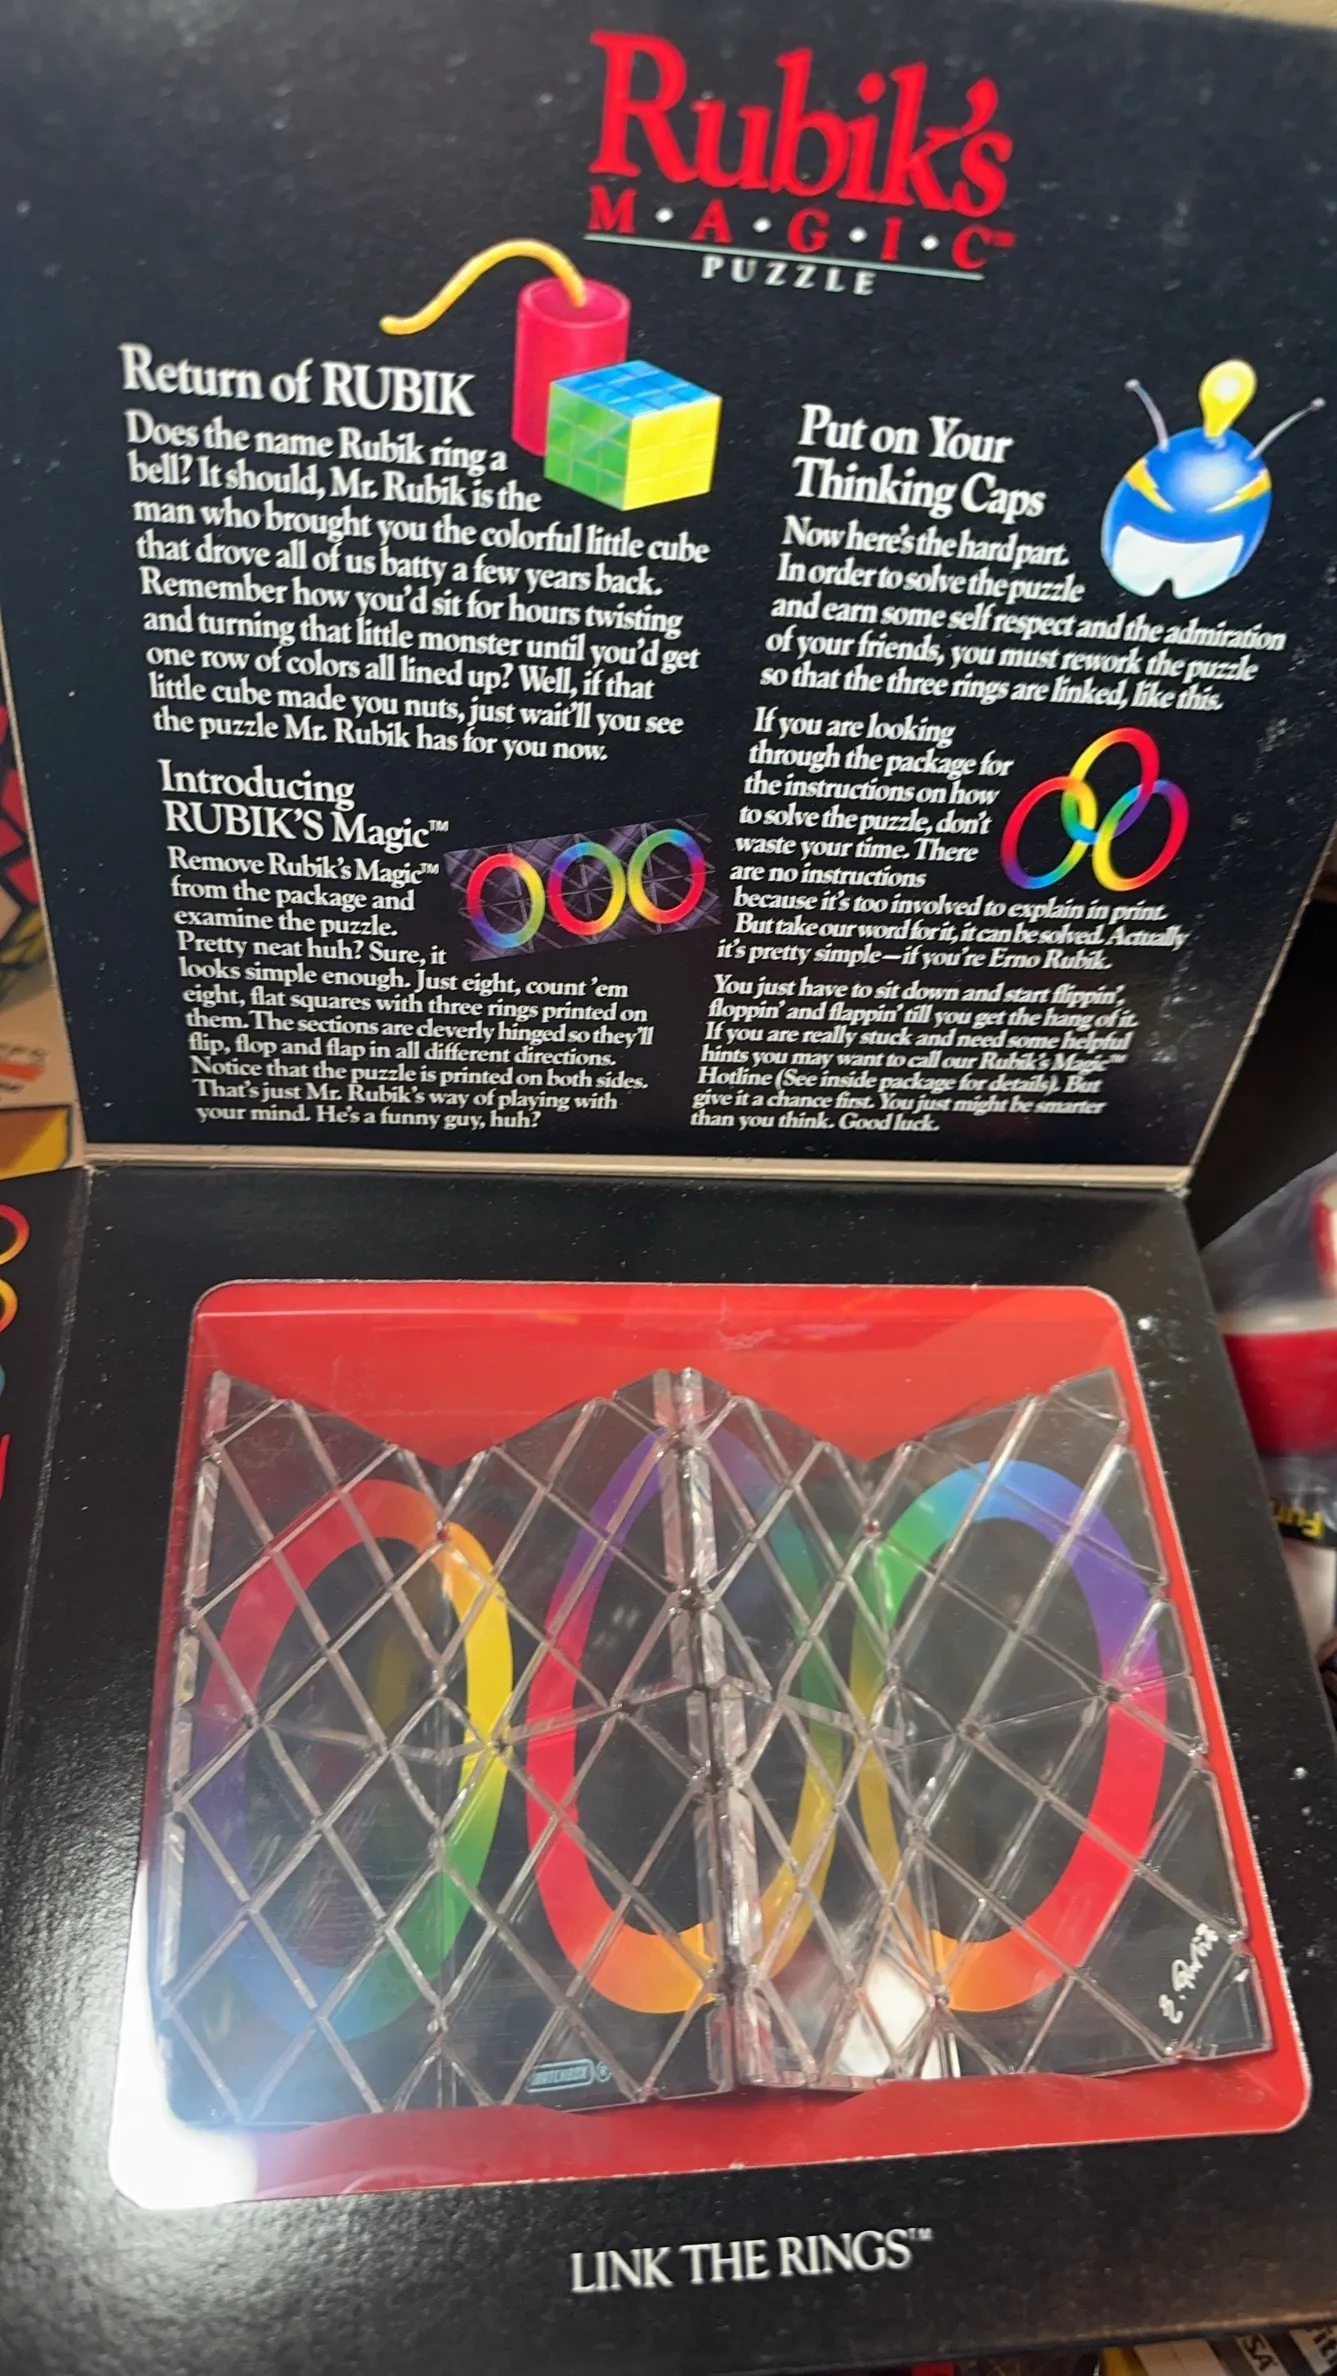 Rubik's
M·A·G·I·C™
PUZZLE
Return of RUBIK
Does the name Rubik ring a
bell? It should, Mr. Rubik is the
man who brought you the colorful little cube
that drove all of us batty a few years back.
Remember how you'd sit for hours twisting
and turning that little monster until you'd get
one row of colors all lined up? Well, if that
little cube made you nuts, just wait'll you see
the puzzle Mr. Rubik has for you now.
Introducing
RUBIK'S Magic™
Remove Rubik's Magic™
from the package and
examine the puzzle.
Pretty neat huh? Sure, it
looks simple enough. Just eight, count 'em
eight, flat squares with three rings printed on
them. The sections are cleverly hinged so they'll
flip, flop and flap in all different directions.
Notice that the puzzle is printed on both sides.
That's just Mr. Rubik's way of playing with
your mind. He's a funny guy, huh?
Put on Your
Thinking Caps
Now here's the hard part.
In order to solve the puzzle
and earn some self respect and the admiration
of your friends, you must rework the puzzle
so that the three rings are linked, like this.
If you are looking
through the package for
the instructions on how
to solve the puzzle, don't
waste your time. There
are no instructions
because it's too involved to explain in print.
But take our word for it, it can be solved. Actually
it's pretty simple—if you're Erno Rubik.
You just have to sit down and start flippin',
floppin' and flappin' till you get the hang of it.
If you are really stuck and need some helpful
hints you may want to call our Rubik's Magic™
Hotline (See inside package for details). But
give it a chance first. You just might be smarter
than you think. Good luck.
MATCHBOX ®
E. Rubik
LINK THE RINGS™
Fun